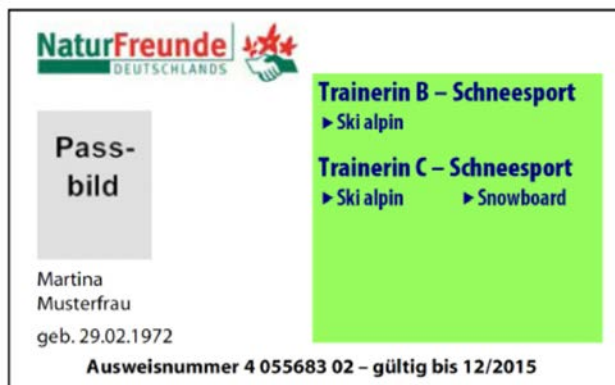 NaturFreunde
DEUTSCHLANDS
Pass-
bild
Martina
Musterfrau
geb. 29.02.1972
Trainerin B – Schneesport
▶ Ski alpin
Trainerin C – Schneesport
▶ Ski alpin ▶ Snowboard
Ausweisnummer 4 055683 02 – gültig bis 12/2015